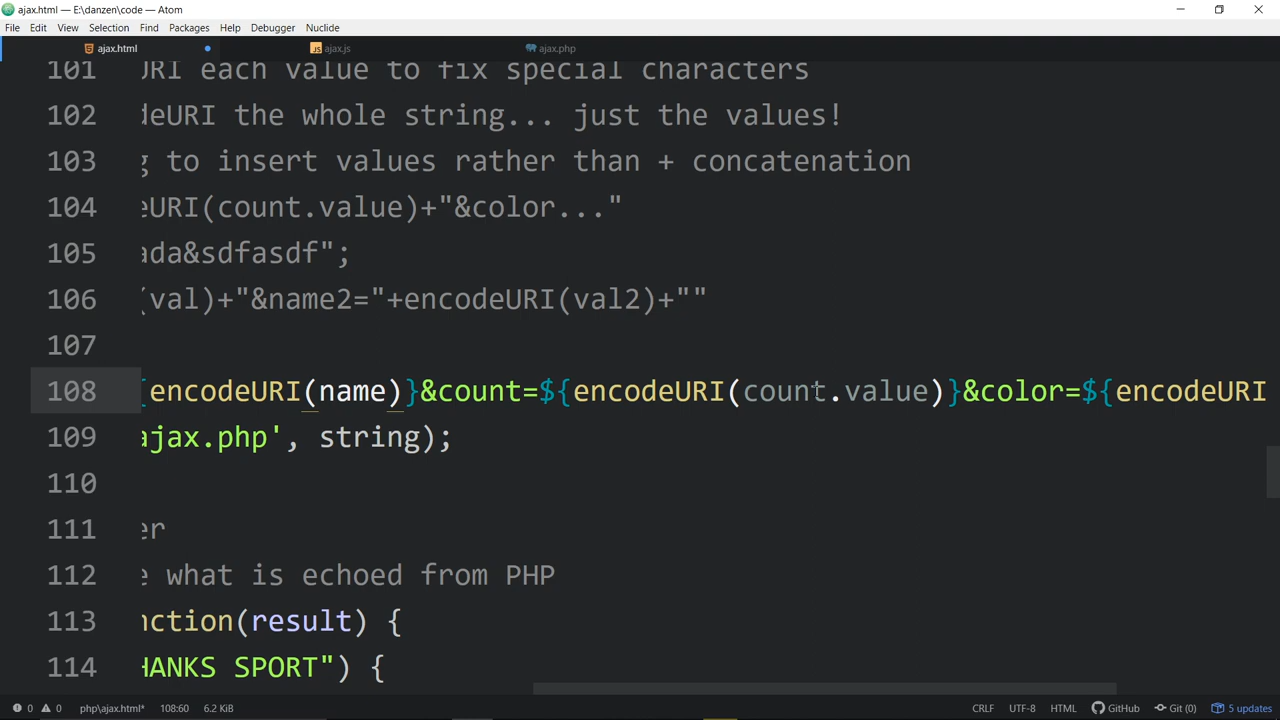 ajax.html — E:\danzen\code — Atom
File Edit View Selection Find Packages Help Debugger Nuclide
ajax.html ajax.js ajax.php
101 URI each value to fix special characters
102 deURI the whole string... just the values!
103 g to insert values rather than + concatenation
104 eURI(count.value)+"&color..."
105 ada&sdfasdf";
106 (val)+"&name2="+encodeURI(val2)+""
107
108 {encodeURI(name)}&count=${encodeURI(count.value)}&color=${encodeURI
109 ajax.php', string);
110
111 er
112 e what is echoed from PHP
113 nction(result) {
114 HANKS SPORT") {
0 0 php\ajax.html* 108:60 6.2 KiB CRLF UTF-8 HTML GitHub Git (0) 5 updates